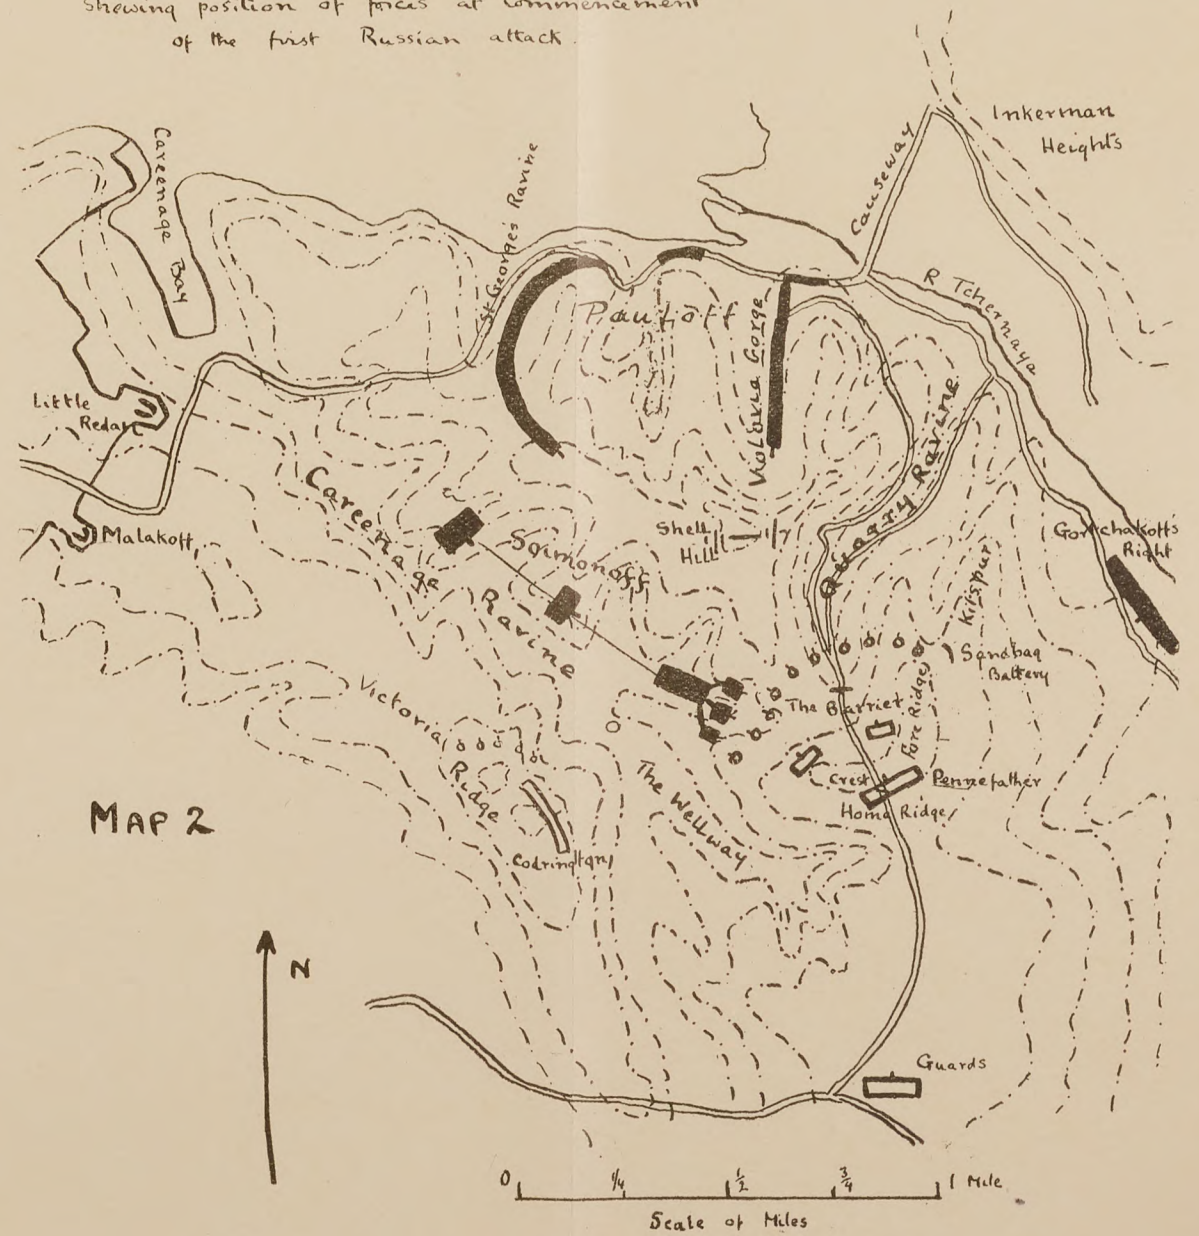 Shewing position of forces at commencement
of the first Russian attack.
Inkerman
Heights
Careenage Bay
St George's Ravine
Causeway
R Tchernaya
Paufoff
Volovia Gorge
Quarry Ravine
Little
Redan
Malakoff
Careenage Ravine
Soimonoff
Shell
Hill
Gortchakoff's
Right
Kitspur
Sandbag
Battery
The Barrier
Fore Ridge
Victoria Ridge
Crest
Pennefather
Home Ridge
The Wellway
Codrington
MAP 2
N
Guards
0 1/4 1/2 3/4 1 Mile
Scale of Miles